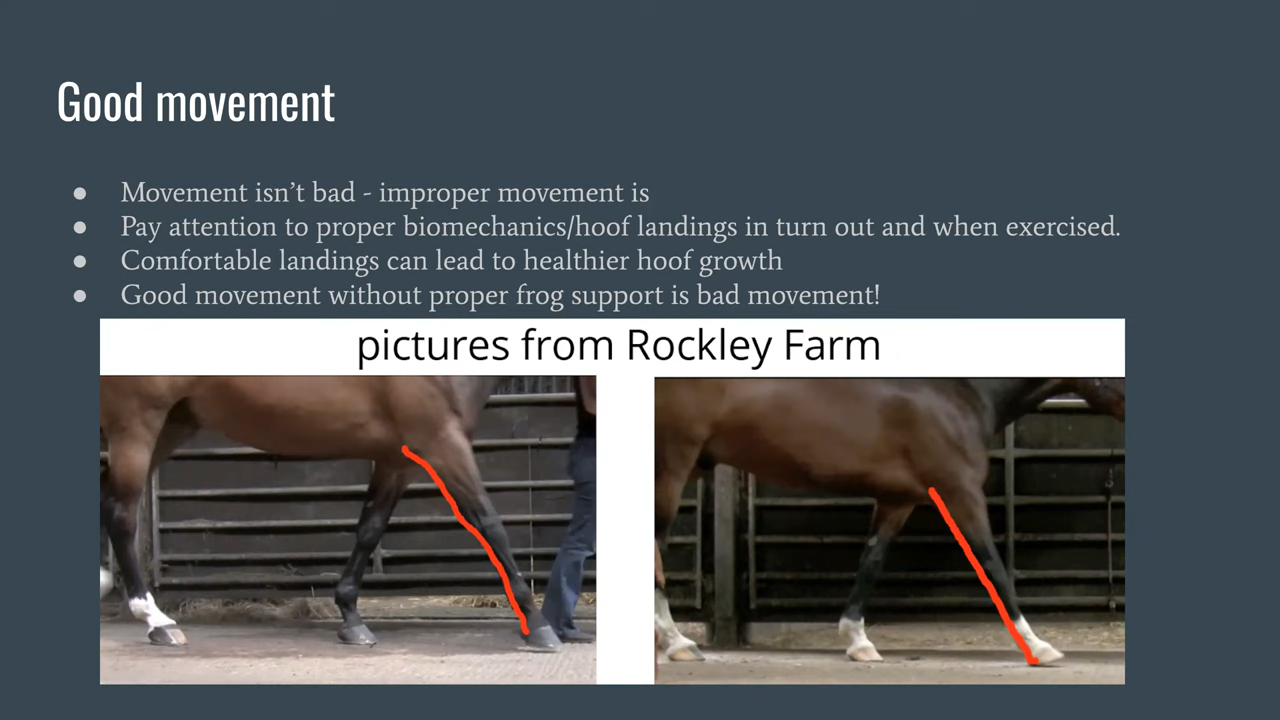 Good movement
● Movement isn’t bad - improper movement is
● Pay attention to proper biomechanics/hoof landings in turn out and when exercised.
● Comfortable landings can lead to healthier hoof growth
● Good movement without proper frog support is bad movement!
pictures from Rockley Farm